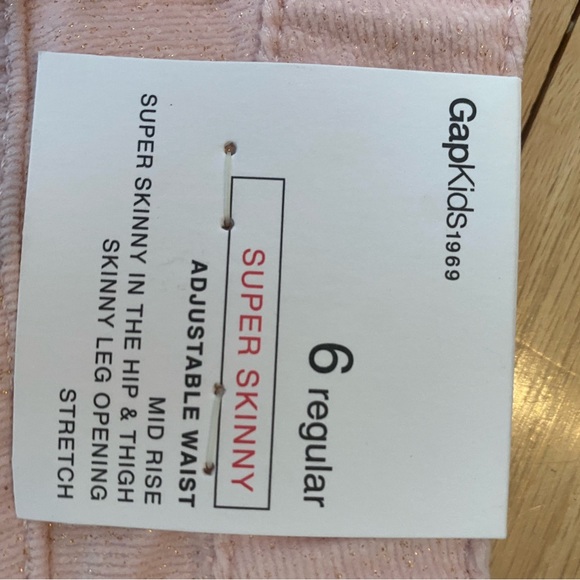 GapKids1969
6 regular
SUPER SKINNY
ADJUSTABLE WAIST
MID RISE
SUPER SKINNY IN THE HIP & THIGH
SKINNY LEG OPENING
STRETCH